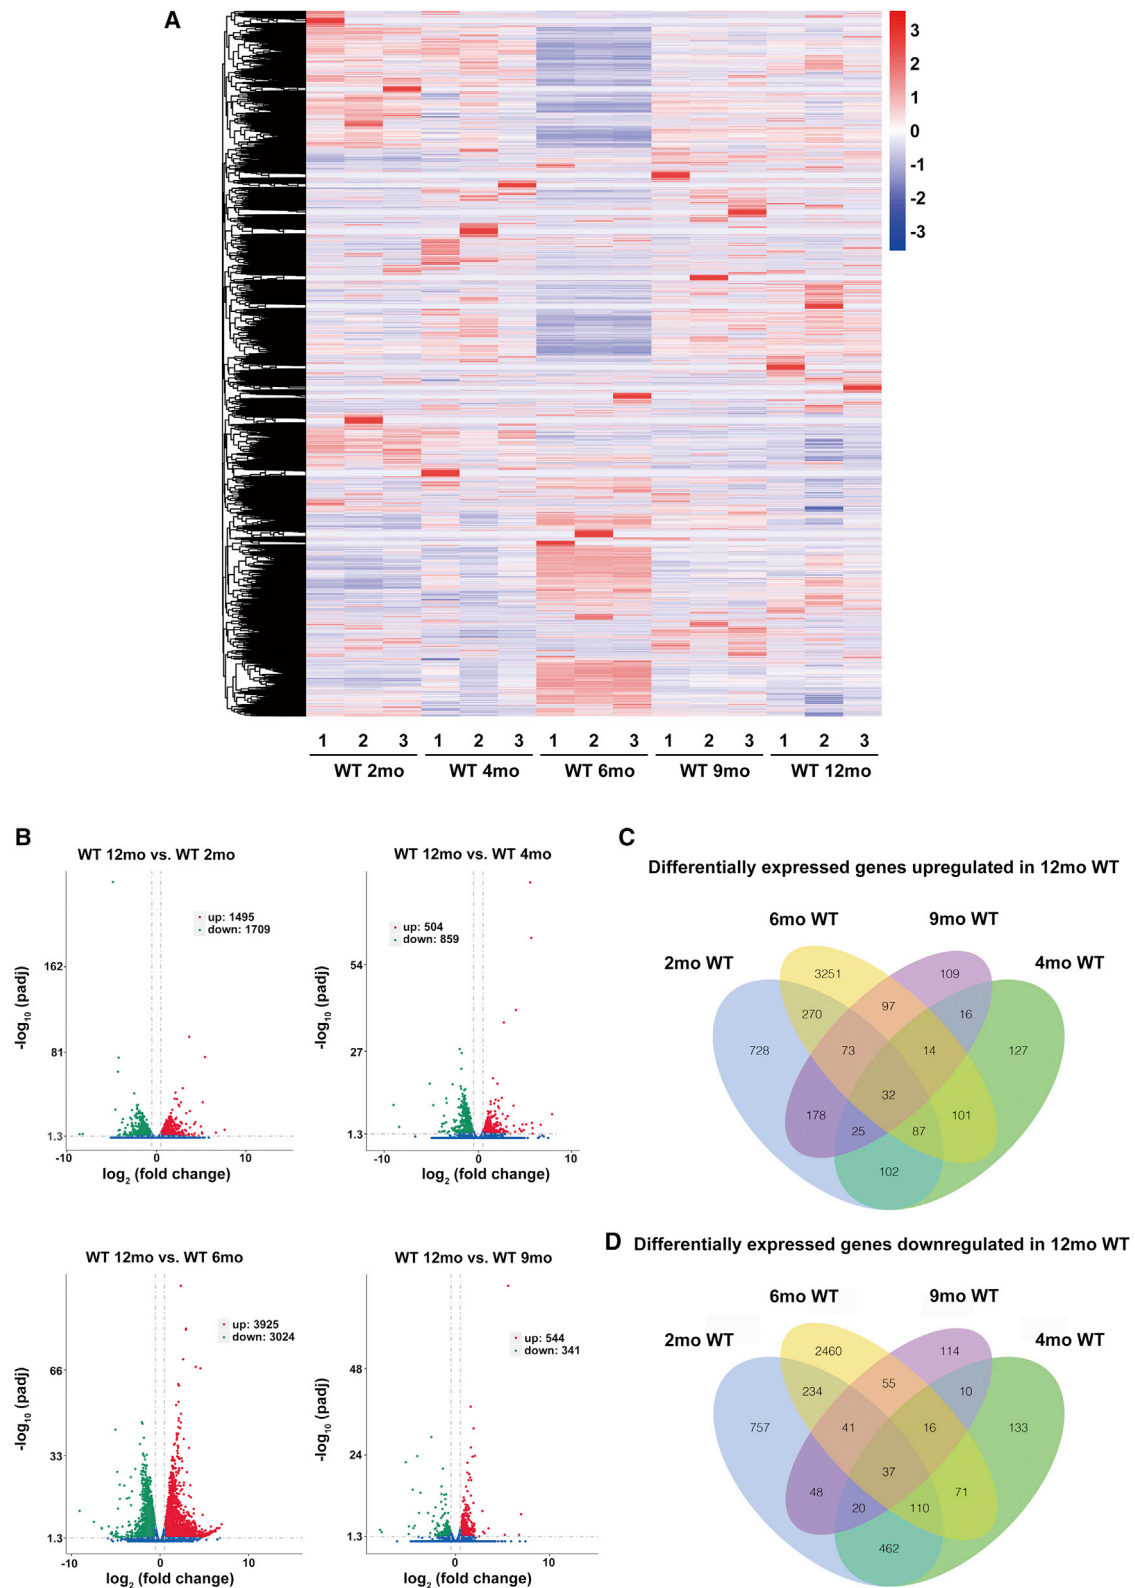 A
3
2
1
0
-1
-2
-3
1 2 3 1 2 3 1 2 3 1 2 3 1 2 3
WT 2mo WT 4mo WT 6mo WT 9mo WT 12mo
B
WT 12mo vs. WT 2mo
up: 1495
down: 1709
-log10 (padj)
162
81
1.3
-10 0 10
log2 (fold change)
WT 12mo vs. WT 4mo
up: 504
down: 859
-log10 (padj)
54
27
1.3
-10 0 10
log2 (fold change)
WT 12mo vs. WT 6mo
up: 3925
down: 3024
-log10 (padj)
66
33
1.3
-10 0 10
log2 (fold change)
WT 12mo vs. WT 9mo
up: 544
down: 341
-log10 (padj)
48
24
1.3
0 10
log2 (fold change)
C
Differentially expressed genes upregulated in 12mo WT
6mo WT 9mo WT
2mo WT 4mo WT
3251 109
270 97 16
728 73 14 127
32
178 25 87 101
102
D
Differentially expressed genes downregulated in 12mo WT
6mo WT 9mo WT
2mo WT 4mo WT
2460 114
234 55 10
757 41 16 133
37
48 20 110 71
462